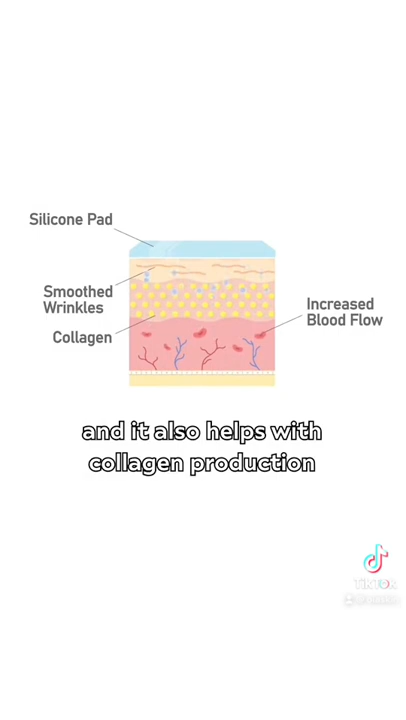 Silicone Pad
Smoothed
Wrinkles
Collagen
Increased
Blood Flow
and it also helps with
collagen production
TikTok